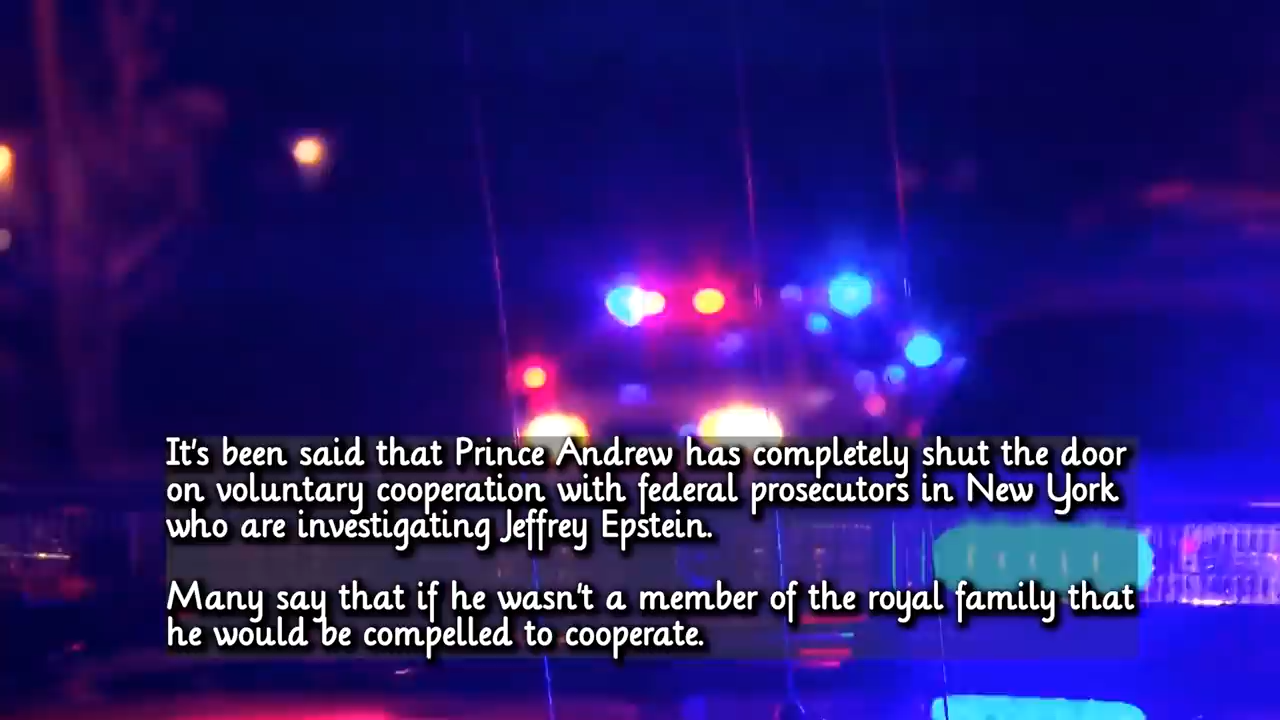 It's been said that Prince Andrew has completely shut the door
on voluntary cooperation with federal prosecutors in New York
who are investigating Jeffrey Epstein.
Many say that if he wasn't a member of the royal family that
he would be compelled to cooperate.